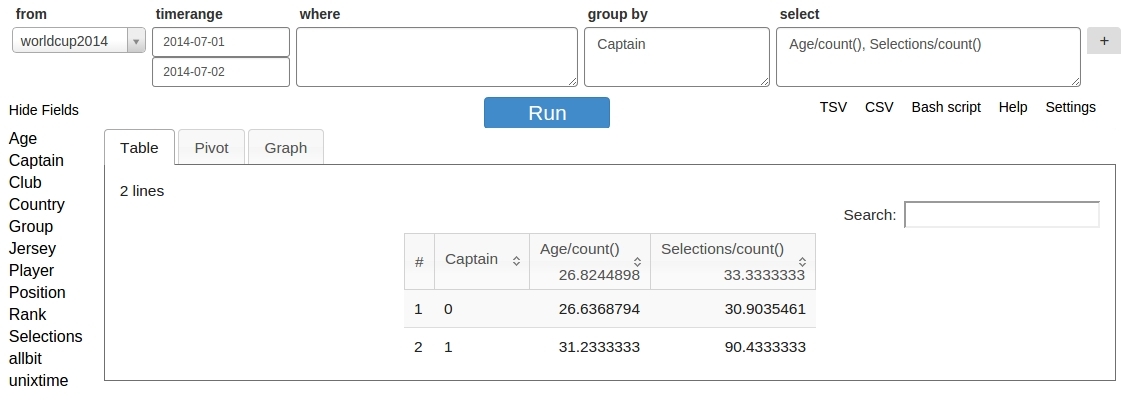 from timerange where group by select
worldcup2014 2014-07-01 Captain Age/count(), Selections/count() +
2014-07-02
Hide Fields Run TSV CSV Bash script Help Settings
Age
Captain
Club
Country
Group
Jersey
Player
Position
Rank
Selections
allbit
unixtime
Table Pivot Graph
2 lines
Search:
# Captain Age/count() Selections/count()
26.8244898 33.3333333
1 0 26.6368794 30.9035461
2 1 31.2333333 90.4333333